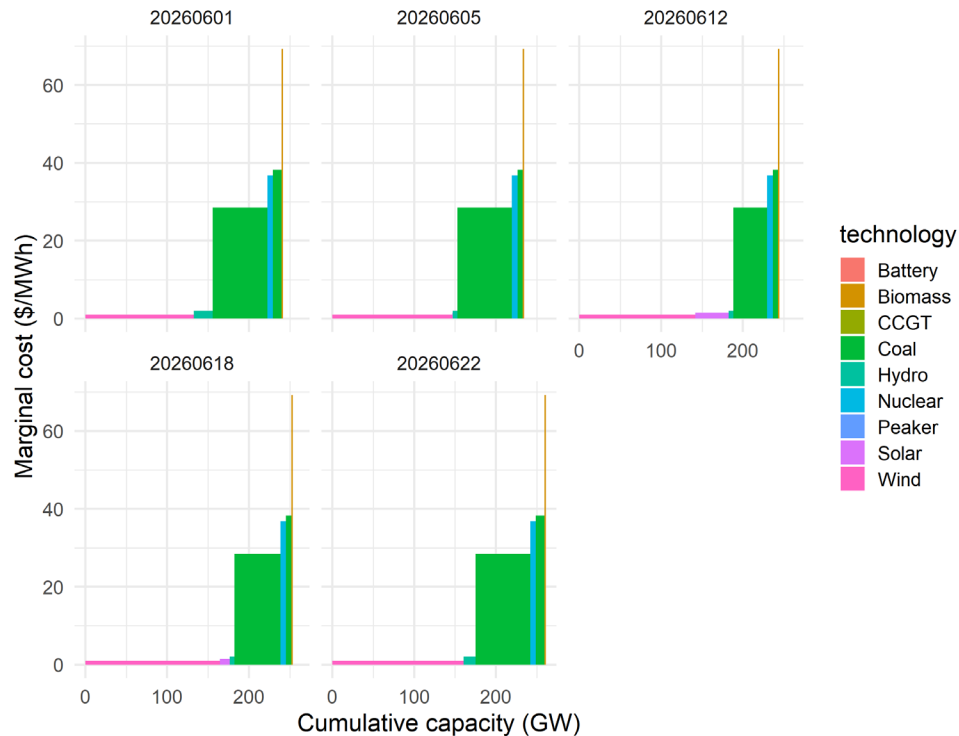 20260601
20260605
20260612
60
40
20
0
0
100
200
20260618
20260622
60
40
20
0
0
100
200
0
100
200
Marginal cost ($/MWh)
Cumulative capacity (GW)
technology
Battery
Biomass
CCGT
Coal
Hydro
Nuclear
Peaker
Solar
Wind